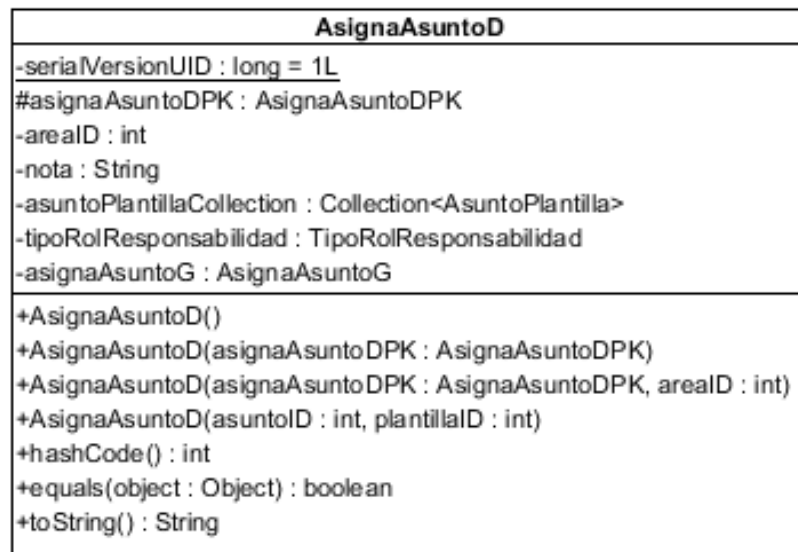 AsignaAsuntoD
-serialVersionUID : long = 1L
#asignaAsuntoDPK : AsignaAsuntoDPK
-areaID : int
-nota : String
-asuntoPlantillaCollection : Collection<AsuntoPlantilla>
-tipoRolResponsabilidad : TipoRolResponsabilidad
-asignaAsuntoG : AsignaAsuntoG
+AsignaAsuntoD()
+AsignaAsuntoD(asignaAsuntoDPK : AsignaAsuntoDPK)
+AsignaAsuntoD(asignaAsuntoDPK : AsignaAsuntoDPK, areaID : int)
+AsignaAsuntoD(asuntoID : int, plantillaID : int)
+hashCode() : int
+equals(object : Object) : boolean
+toString() : String